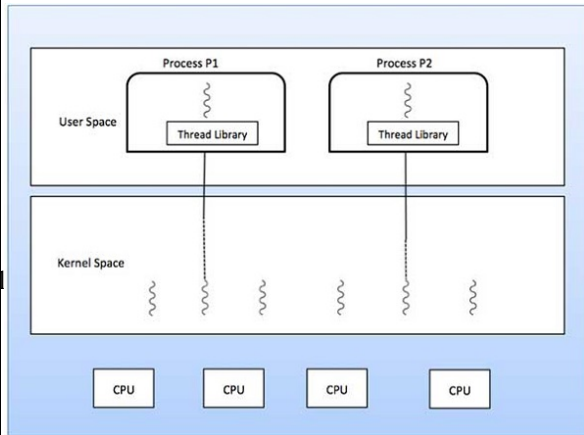 Process P1
Process P2
User Space
Thread Library
Thread Library
Kernel Space
CPU
CPU
CPU
CPU